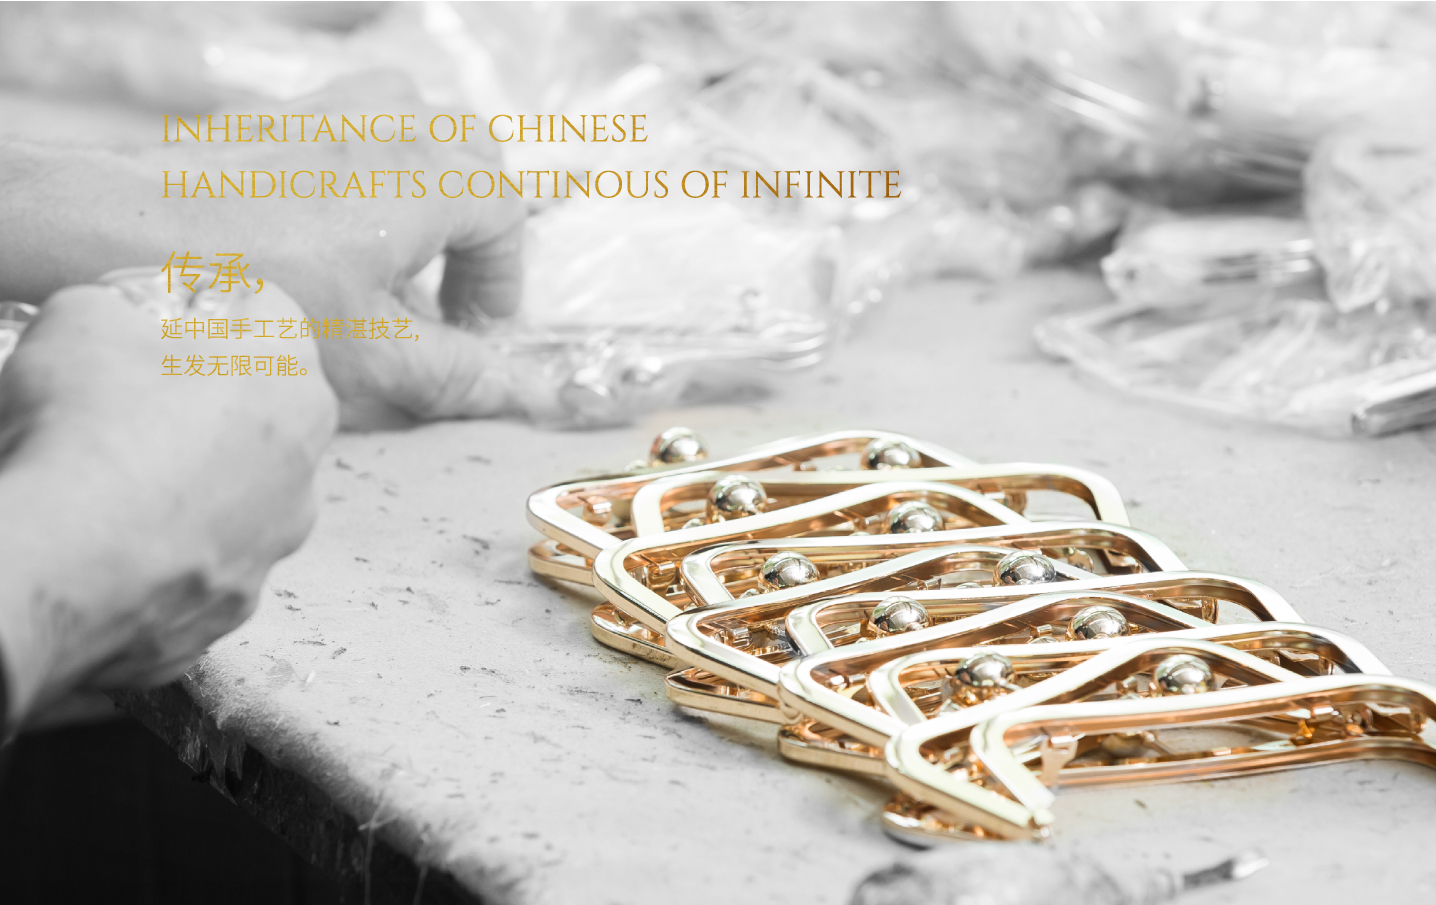 INHERITANCE OF CHINESE
HANDICRAFTS CONTINOUS OF INFINITE
传承,
延中国手工艺的精湛技艺,
生发无限可能。